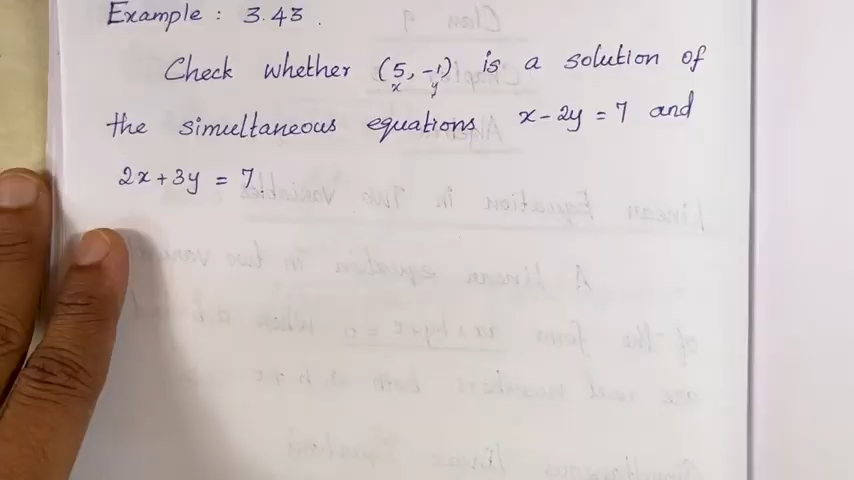 Example : 3.43.
Check whether (5, -1) is a solution of
x y
the simultaneous equations x - 2y = 7 and
2x + 3y = 7.